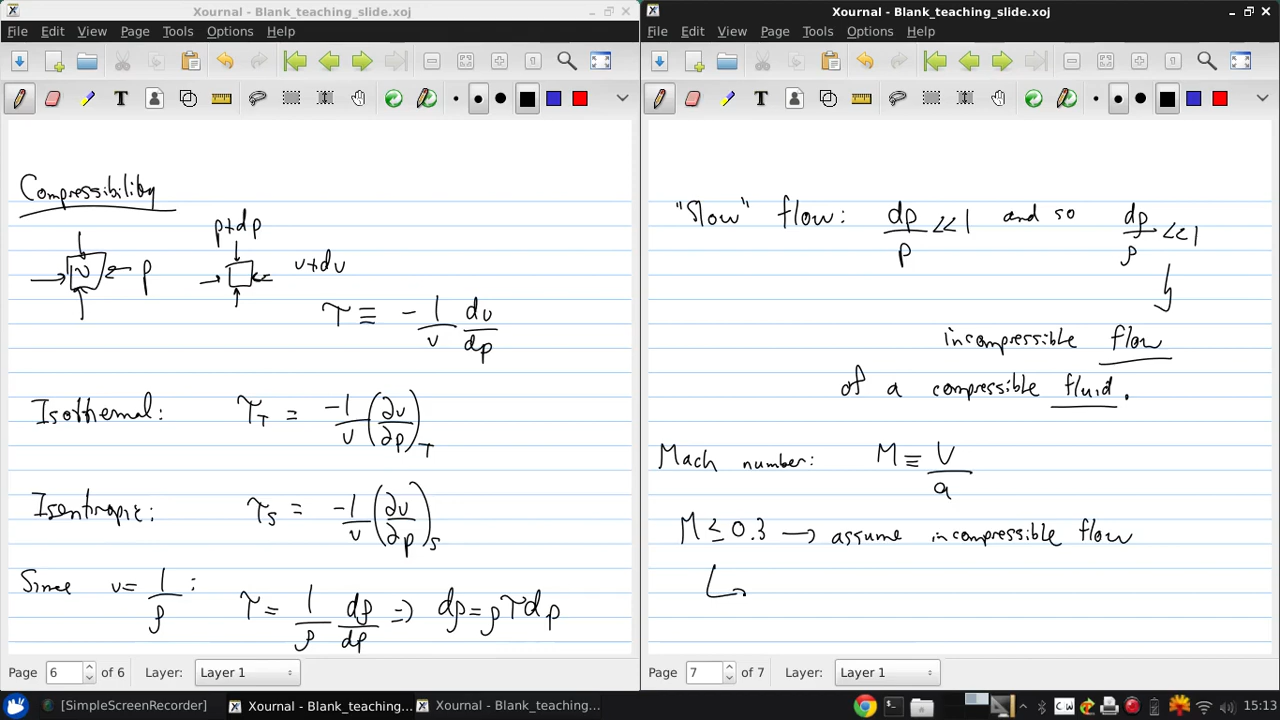 Xournal - Blank_teaching_slide.xoj
File Edit View Page Tools Options Help
Compressibility
p+dp
v
p
v+dv
τ ≡ - 1/v dv/dp
Isothermal: τ_T = -1/v (∂v/∂p)_T
Isentropic: τ_s = -1/v (∂v/∂p)_s
Since v = 1/ρ : τ = 1/ρ dρ/dp => dρ = ρτdp
Page 6 of 6 Layer: Layer 1
Xournal - Blank_teaching_slide.xoj
File Edit View Page Tools Options Help
"Slow" flow: dp/p <<1 and so dρ/ρ <<1
incompressible flow
of a compressible fluid.
Mach number: M ≡ V/a
M ≤ 0.3 → assume incompressible flow
Page 7 of 7 Layer: Layer 1
[SimpleScreenRecorder] Xournal - Blank_teaching_slide.... Xournal - Blank_teaching_slide.... CW 15:13